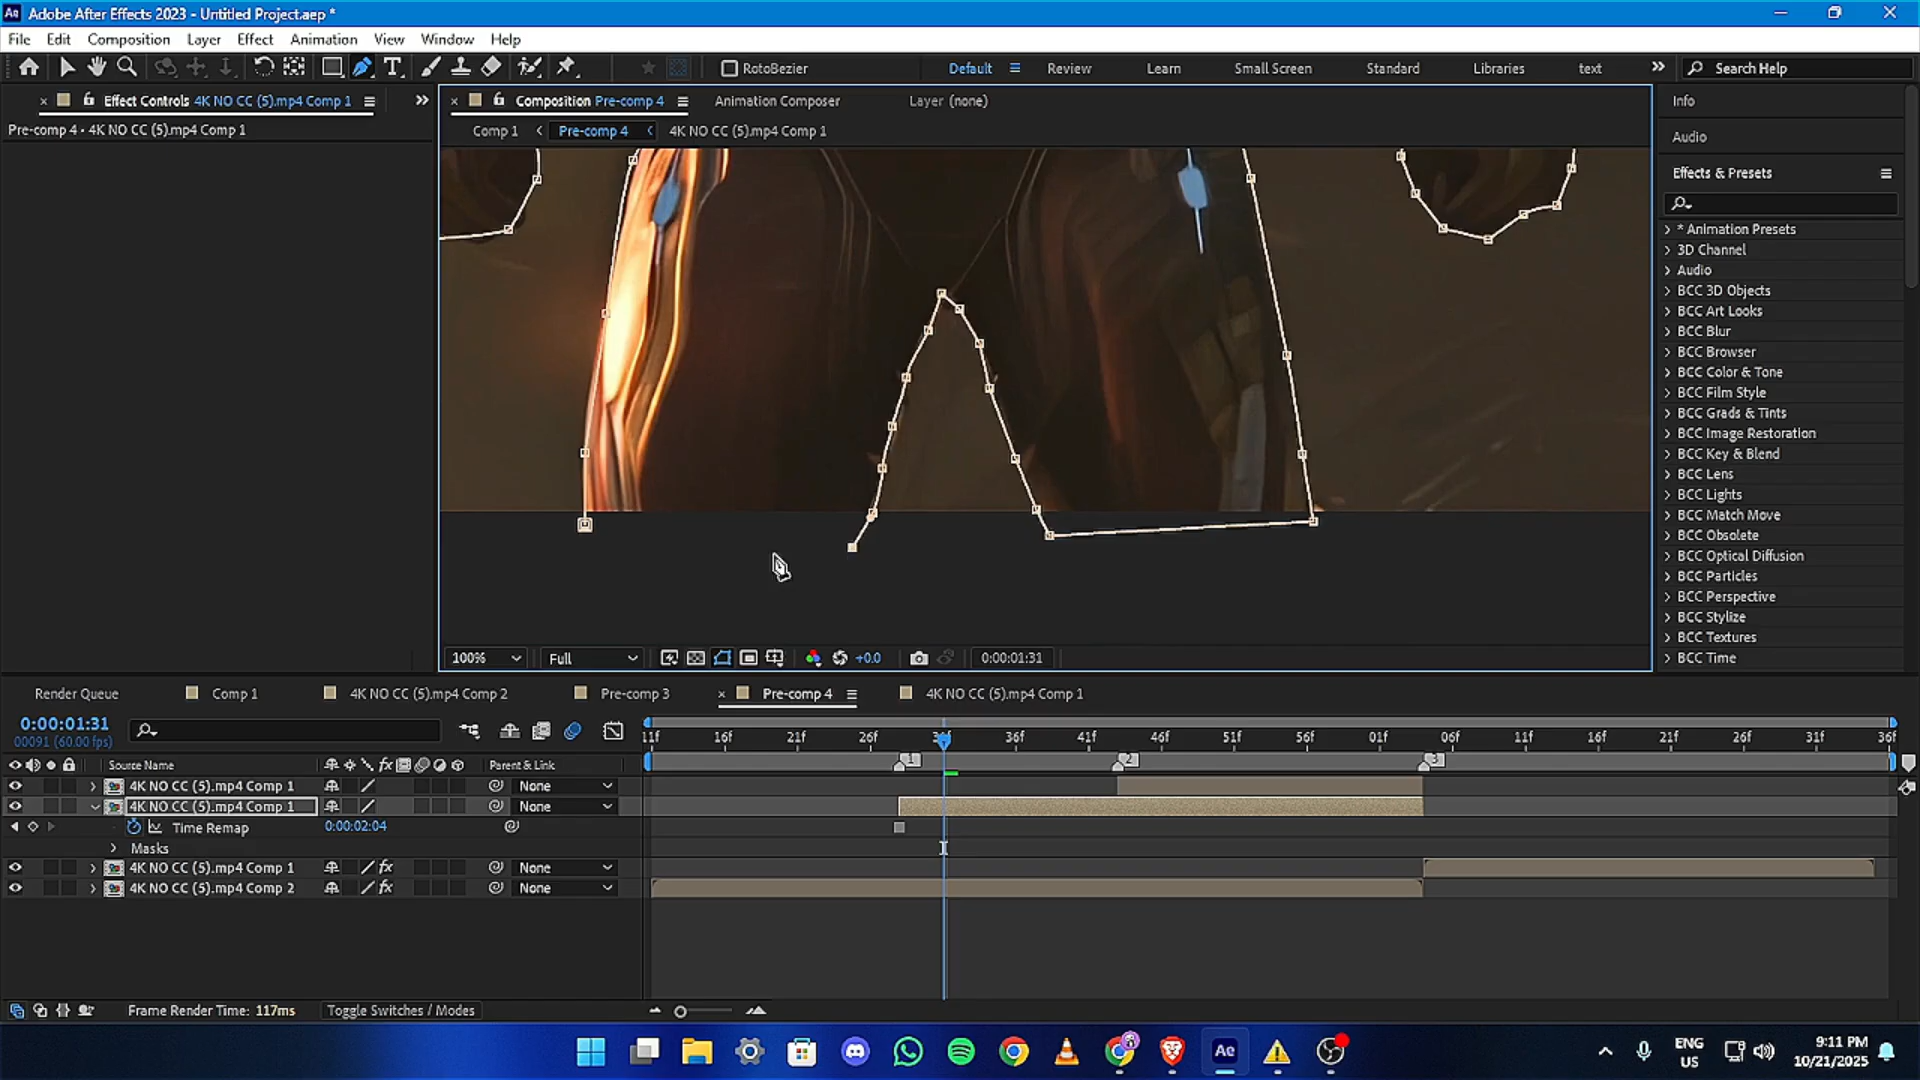 Adobe After Effects 2023 - Untitled Project.aep *
File Edit Composition Layer Effect Animation View Window Help
RotoBezier Default Review Learn Small Screen Standard Libraries text Search Help
Effect Controls 4K NO CC (5).mp4 Comp 1
Pre-comp 4 • 4K NO CC (5).mp4 Comp 1
Composition Pre-comp 4 Animation Composer Layer (none)
Comp 1 Pre-comp 4 4K NO CC (5).mp4 Comp 1
Info
Audio
Effects & Presets
* Animation Presets
3D Channel
Audio
BCC 3D Objects
BCC Art Looks
BCC Blur
BCC Browser
BCC Color & Tone
BCC Film Style
BCC Grads & Tints
BCC Image Restoration
BCC Key & Blend
BCC Lens
BCC Lights
BCC Match Move
BCC Obsolete
BCC Optical Diffusion
BCC Particles
BCC Perspective
BCC Stylize
BCC Textures
BCC Time
100% Full +0.0 0:00:01:31
Render Queue Comp 1 4K NO CC (5).mp4 Comp 2 Pre-comp 3 Pre-comp 4 4K NO CC (5).mp4 Comp 1
0:00:01:31
00091 (60.00 fps)
11f 16f 21f 26f 36f 41f 46f 51f 56f 01f 06f 11f 16f 21f 26f 31f 36f
Source Name Parent & Link
1 2 3
4K NO CC (5).mp4 Comp 1 None
4K NO CC (5).mp4 Comp 1 None
Time Remap 0:00:02:04
Masks
4K NO CC (5).mp4 Comp 1 fx None
4K NO CC (5).mp4 Comp 2 fx None
Frame Render Time: 117ms Toggle Switches / Modes
ENG
US
9:11 PM
10/21/2025